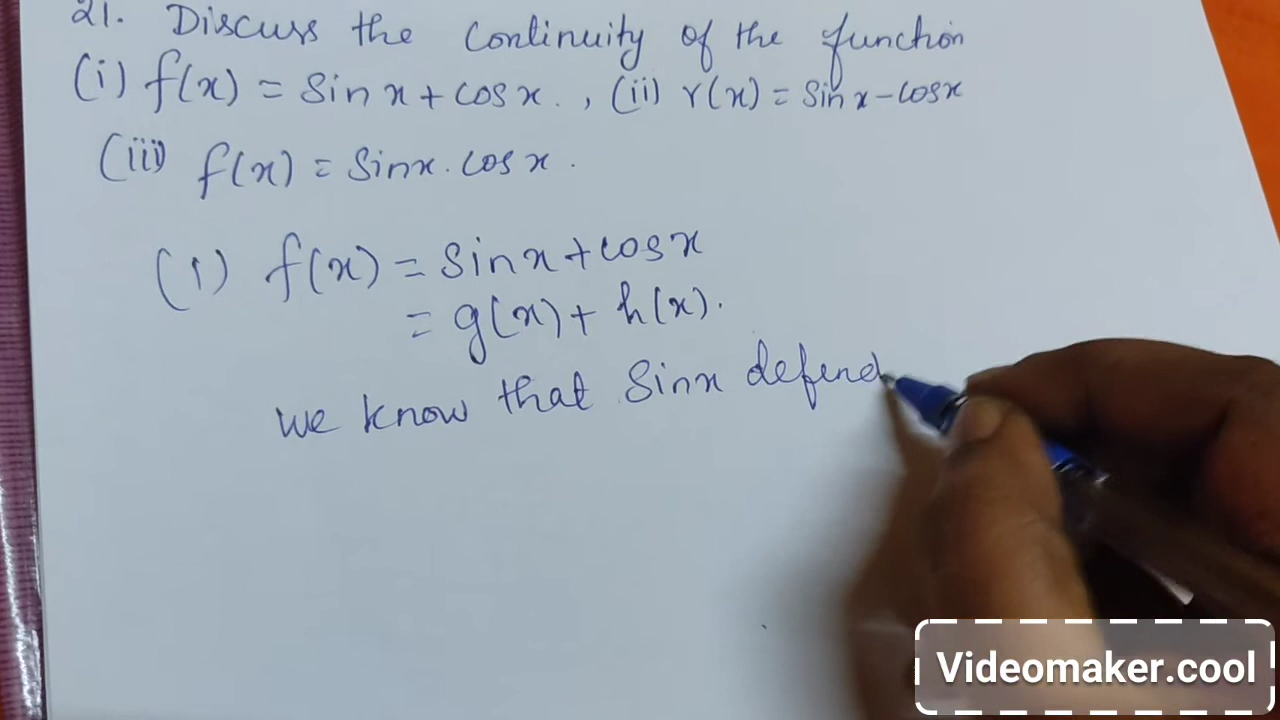 21. Discuss the continuity of the function
(i) f(x) = Sin x + cos x . , (ii) r(x) = Sin x - cos x
(iii) f(x) = Sin x . cos x .
(1) f(x) = Sin x + cos x
= g(x) + h(x) .
we know that Sin x defend
Videomaker.cool